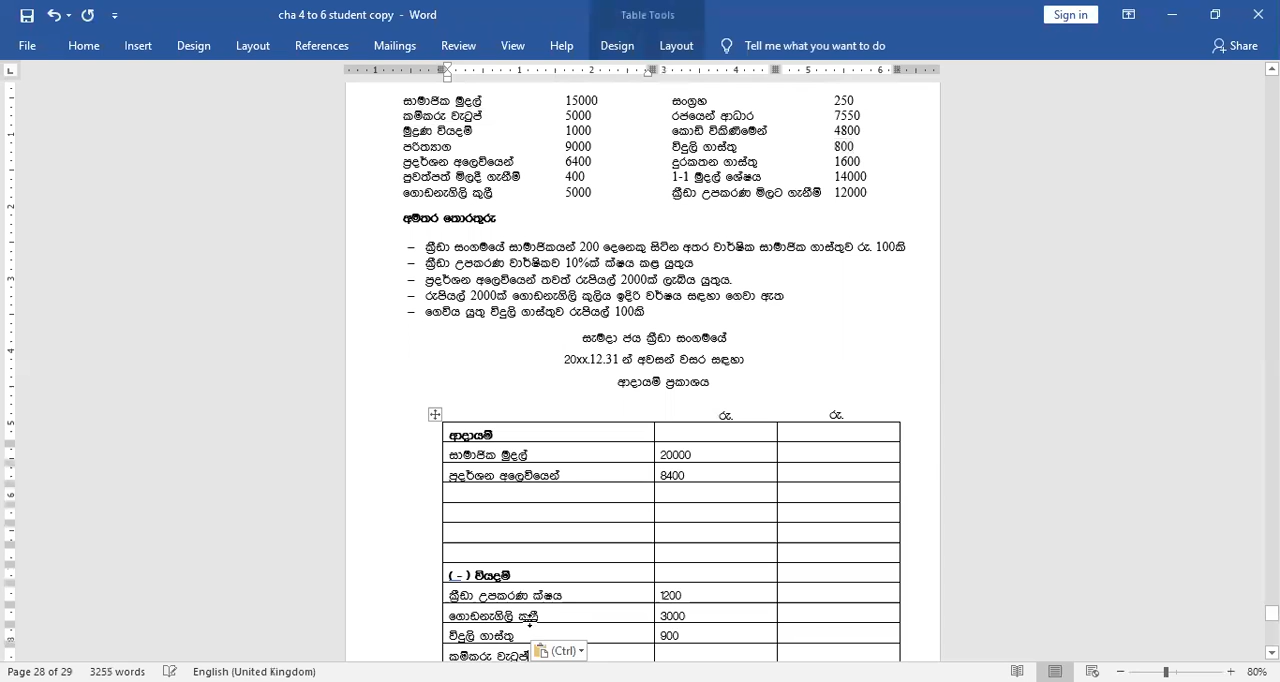 cha 4 to 6 student copy - Word
Table Tools
Sign in
File Home Insert Design Layout References Mailings Review View Help Design Layout Tell me what you want to do Share
සාමාජික මුදල් 15000 සංග්‍රහ 250
කම්කරු වැටුප් 5000 රජයෙන් ආධාර 7550
මුද්‍රණ වියදම් 1000 කොඩි විකිණීමෙන් 4800
පරිත්‍යාග 9000 විදුලි ගාස්තු 800
ප්‍රදර්ශන අලෙවියෙන් 6400 දුරකතන ගාස්තු 1600
පුවත්පත් මිලදී ගැනීම් 400 1-1 මුදල් ශේෂය 14000
ගොඩනැගිලි කුලී 5000 ක්‍රීඩා උපකරණ මිලට ගැනීම් 12000
අමතර තොරතුරු
– ක්‍රීඩා සංගමයේ සාමාජිකයන් 200 දෙනෙකු සිටින අතර වාර්ෂික සාමාජික ගාස්තුව රු. 100කි
– ක්‍රීඩා උපකරණ වාර්ෂිකව 10%ක් ක්ෂය කළ යුතුය
– ප්‍රදර්ශන අලෙවියෙන් තවත් රුපියල් 2000ක් ලැබිය යුතුය.
– රුපියල් 2000ක් ගොඩනැගිලි කුලිය ඉදිරි වර්ෂය සඳහා ගෙවා ඇත
– ගෙවිය යුතු විදුලි ගාස්තුව රුපියල් 100කි
සැමදා ජය ක්‍රීඩා සංගමයේ
20xx.12.31 න් අවසන් වසර සඳහා
ආදායම් ප්‍රකාශය
රු. රු.
ආදායම්
සාමාජික මුදල් 20000
ප්‍රදර්ශන අලෙවියෙන් 8400
( - ) වියදම්
ක්‍රීඩා උපකරණ ක්ෂය 1200
ගොඩනැගිලි කුලී 3000
විදුලි ගාස්තු 900
කම්කරු වැටුප් (Ctrl)
Page 28 of 29 3255 words English (United Kingdom) 80%